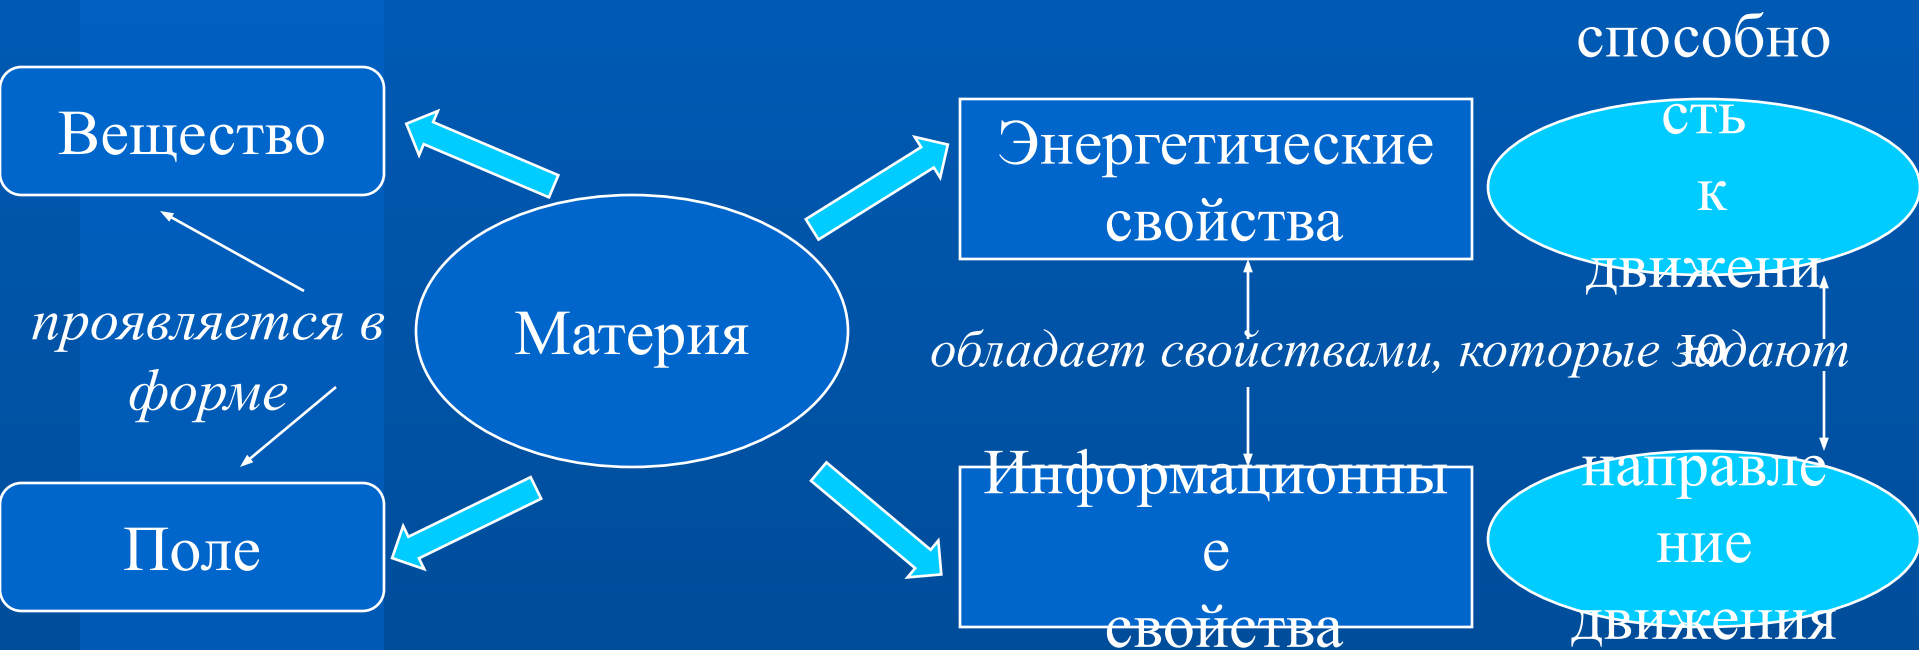 Вещество
проявляется в
форме
Поле
Материя
Энергетические
свойства
способно
сть
к
движени
ю
обладает свойствами, которые задают
Информационны
е
свойства
направле
ние
движения